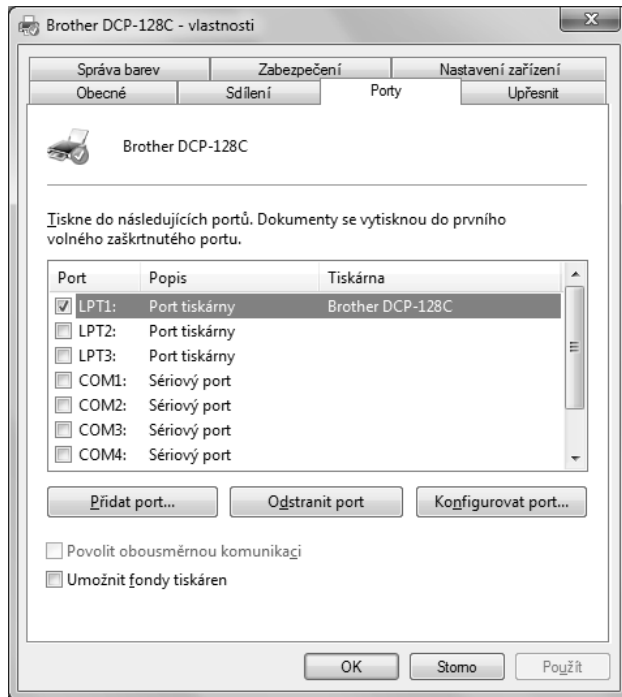 Brother DCP-128C - vlastnosti
Správa barev Zabezpečení Nastavení zařízení
Obecné Sdílení Porty Upřesnit
Brother DCP-128C
Tiskne do následujících portů. Dokumenty se vytisknou do prvního
volného zaškrtnutého portu.
Port Popis Tiskárna
LPT1: Port tiskárny Brother DCP-128C
LPT2: Port tiskárny
LPT3: Port tiskárny
COM1: Sériový port
COM2: Sériový port
COM3: Sériový port
COM4: Sériový port
Přidat port... Odstranit port Konfigurovat port...
Povolit obousměrnou komunikaci
Umožnit fondy tiskáren
OK Storno Použít